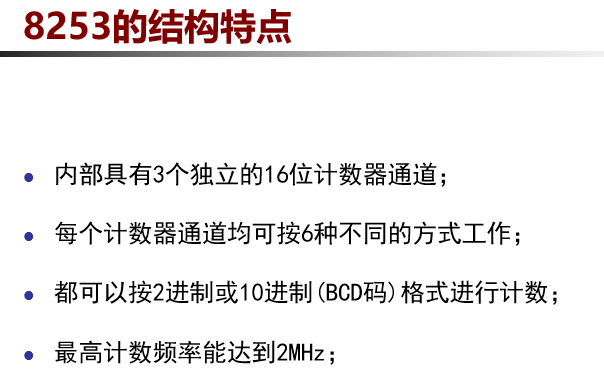 8253的结构特点
内部具有3个独立的16位计数器通道；
每个计数器通道均可按6种不同的方式工作；
都可以按2进制或10进制(BCD码)格式进行计数；
最高计数频率能达到2MHz；